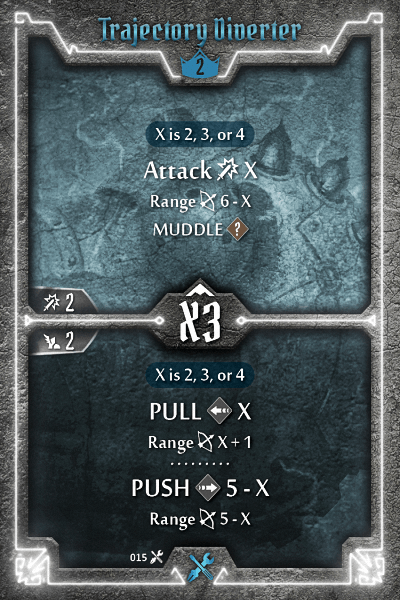 Trajectory Diverter
2
X is 2, 3, or 4
Attack X
Range 6 - X
MUDDLE ?
2
13
2
X is 2, 3, or 4
PULL X
Range X + 1
PUSH 5 - X
Range 5 - X
015